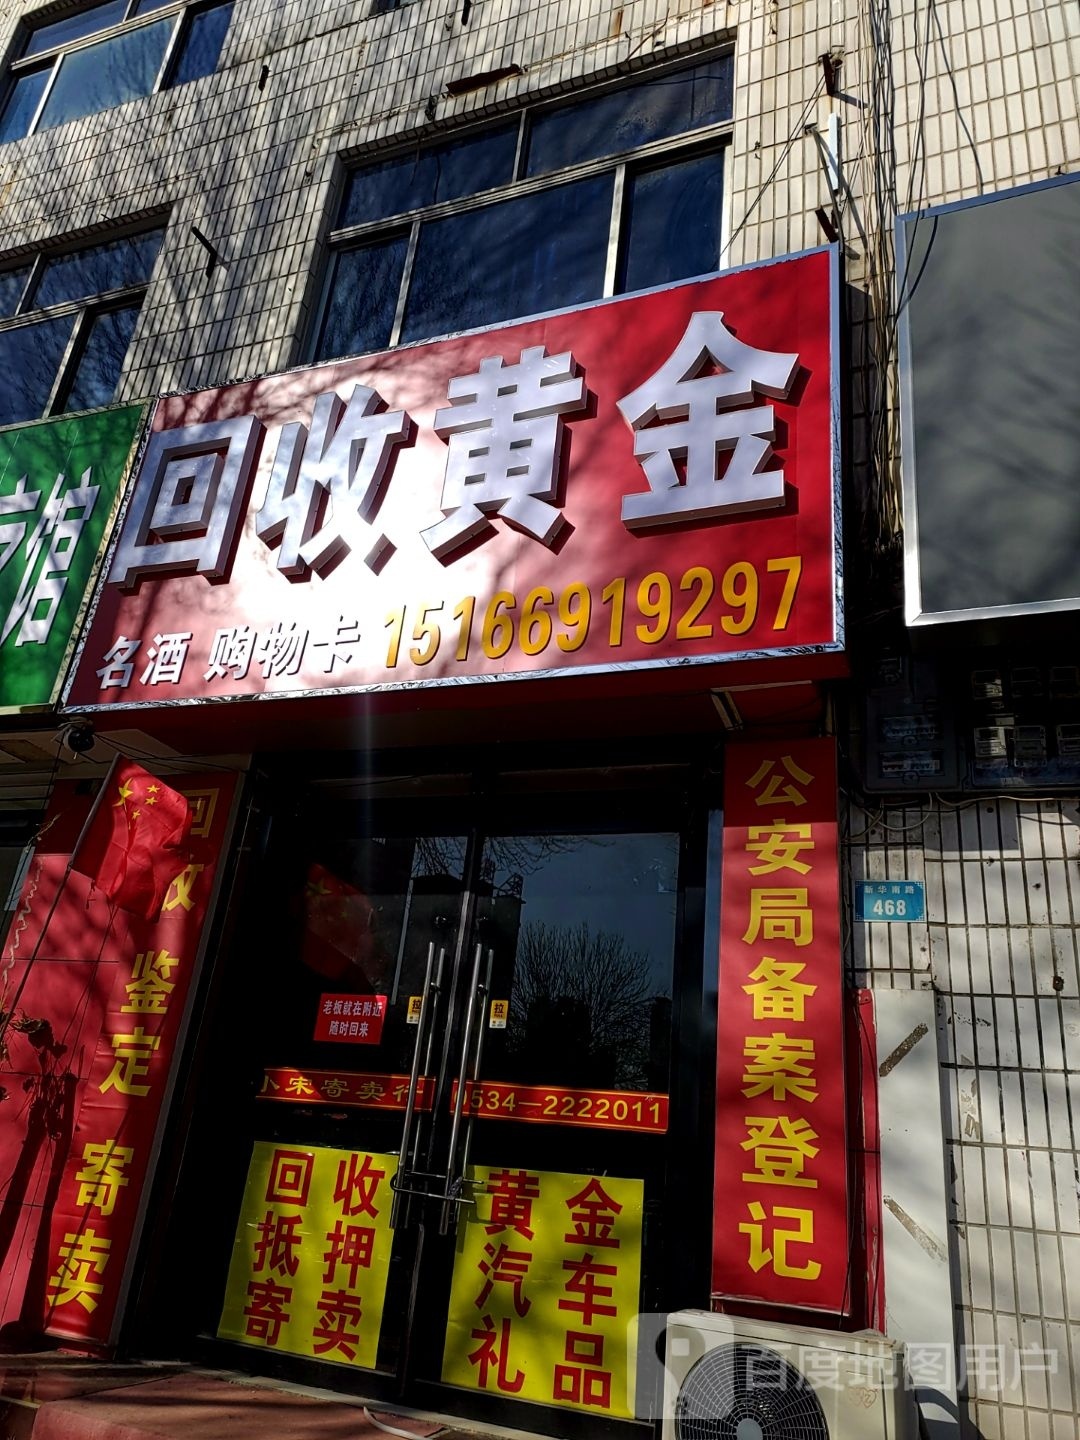 回收黄金
名酒 购物卡 15166919297
馆
回收 鉴定 寄卖
公安局备案登记
新华南路
468
老板就在附近
随时回来
拉
拉
小宋寄卖行 0534-2222011
回收黄金
抵押汽车
寄卖礼品
百度地图用户